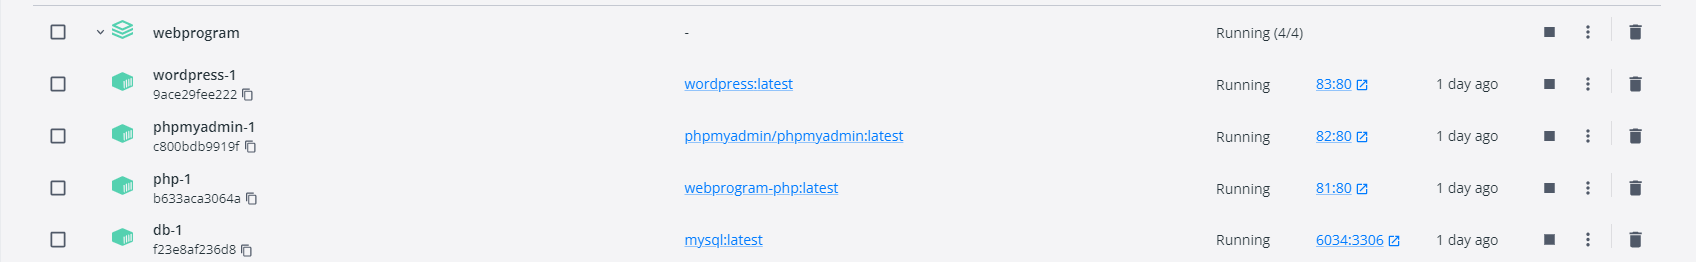 webprogram - Running (4/4)
wordpress-1 wordpress:latest Running 83:80 1 day ago
9ace29fee222
phpmyadmin-1 phpmyadmin/phpmyadmin:latest Running 82:80 1 day ago
c800bdb9919f
php-1 webprogram-php:latest Running 81:80 1 day ago
b633aca3064a
db-1 mysql:latest Running 6034:3306 1 day ago
f23e8af236d8